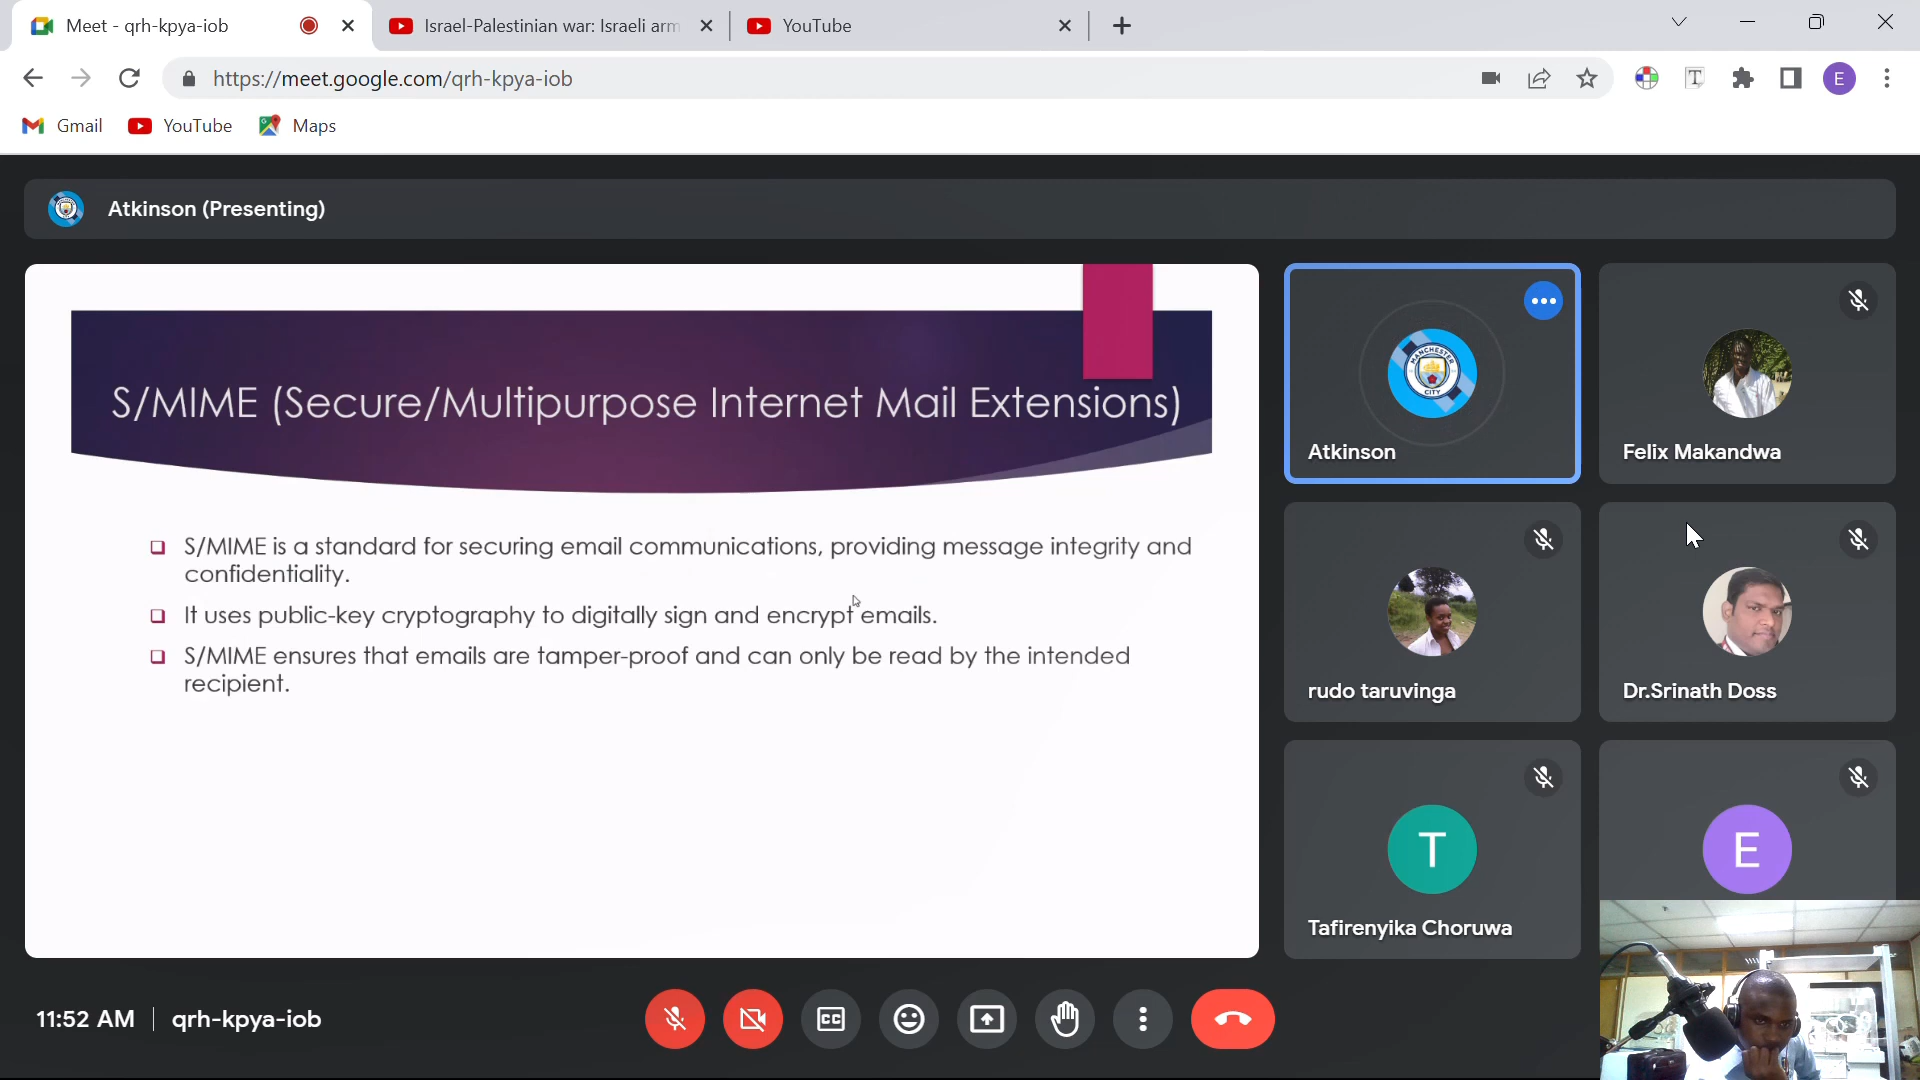 Meet - qrh-kpya-iob
Israel-Palestinian war: Israeli arm
YouTube
https://meet.google.com/qrh-kpya-iob
T
E
Gmail
YouTube
Maps
Atkinson (Presenting)
S/MIME (Secure/Multipurpose Internet Mail Extensions)
S/MIME is a standard for securing email communications, providing message integrity and
confidentiality.
It uses public-key cryptography to digitally sign and encrypt emails.
S/MIME ensures that emails are tamper-proof and can only be read by the intended
recipient.
MANCHESTER
CITY
Atkinson
Felix Makandwa
rudo taruvinga
Dr.Srinath Doss
T
Tafirenyika Choruwa
E
11:52 AM
qrh-kpya-iob
CC